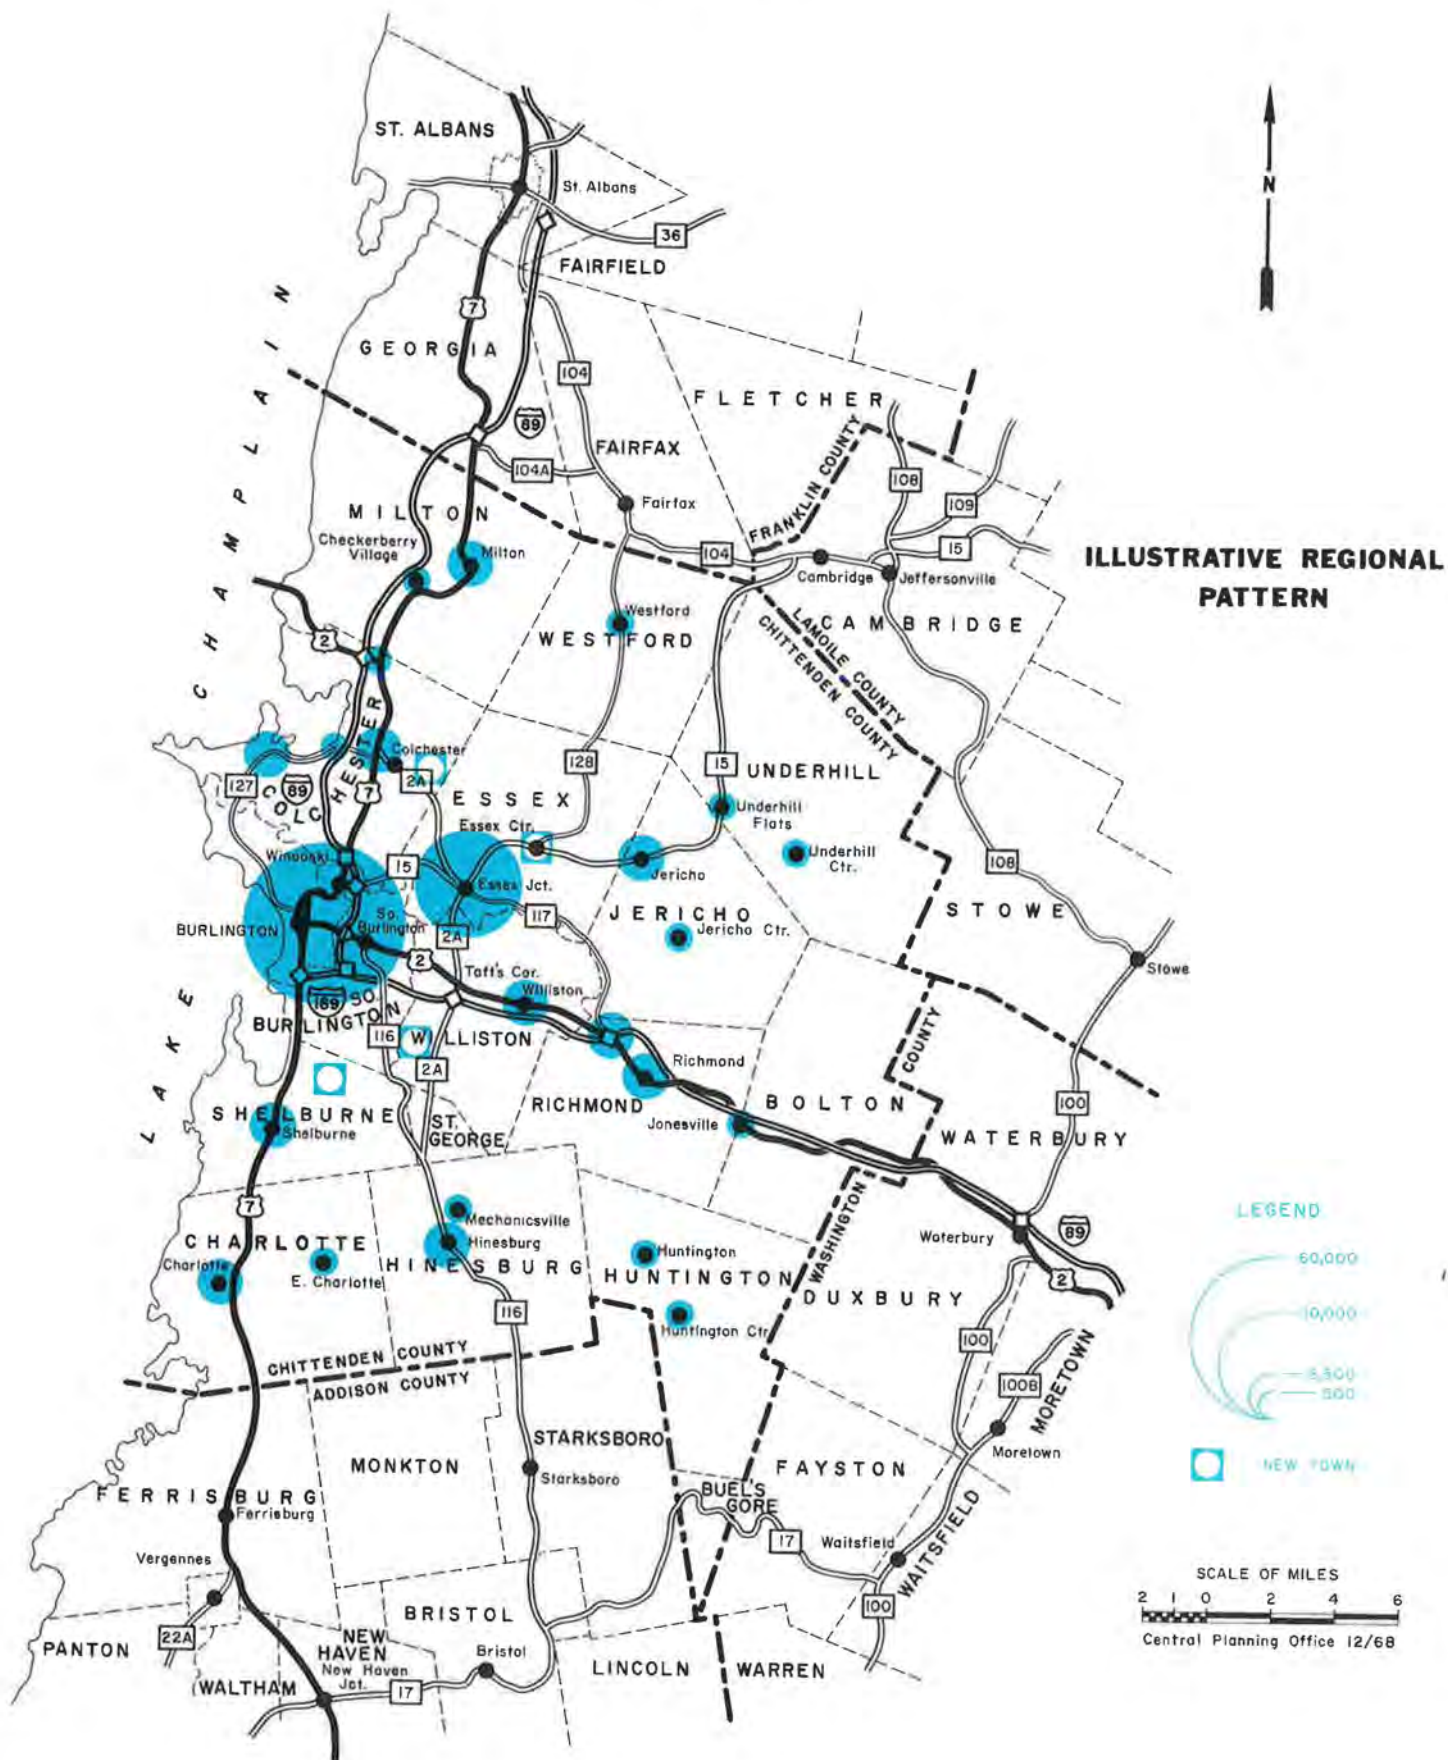 ST. ALBANS
St. Albans
36
FAIRFIELD
7
GEORGIA
104
FLETCHER
89
FAIRFAX
104A
Fairfax
FRANKLIN COUNTY
108
109
15
104
MILTON
Checkerberry
Village
Milton
Cambridge
Jeffersonville
N
ILLUSTRATIVE REGIONAL
PATTERN
Westford
WESTFORD
CAMBRIDGE
LAMOILE COUNTY
CHITTENDEN COUNTY
2
LAKE CHAMPLAIN
COLCHESTER
Colchester
127
89
7
2A
128
15
UNDERHILL
ESSEX
Essex Ctr.
Underhill
Flats
Underhill
Ctr.
108
Winooski
15
Essex Jct.
Jericho
JERICHO
Jericho Ctr.
STOWE
Stowe
BURLINGTON
So.
Burlington
117
2A
2
Taft's Cor.
Williston
189
SO.
BURLINGTON
116
WILLISTON
2A
Richmond
RICHMOND
COUNTY
BOLTON
100
SHELBURNE
Shelburne
ST.
GEORGE
Jonesville
WATERBURY
7
Mechanicsville
Hinesburg
CHARLOTTE
Charlotte
E. Charlotte
HINESBURG
Huntington
HUNTINGTON
Huntington Ctr.
WASHINGTON
Waterbury
89
2
DUXBURY
116
CHITTENDEN COUNTY
ADDISON COUNTY
100
100B
MORETOWN
Moretown
LEGEND
60,000
10,000
500
NEW TOWN
MONKTON
STARKSBORO
Starksboro
FERRISBURG
Ferrisburg
BUEL'S
GORE
FAYSTON
17
Waitsfield
WAITSFIELD
100
Vergennes
22A
PANTON
WALTHAM
NEW
HAVEN
New Haven
Jct.
17
BRISTOL
Bristol
LINCOLN
WARREN
SCALE OF MILES
2 1 0 2 4 6
Central Planning Office 12/68